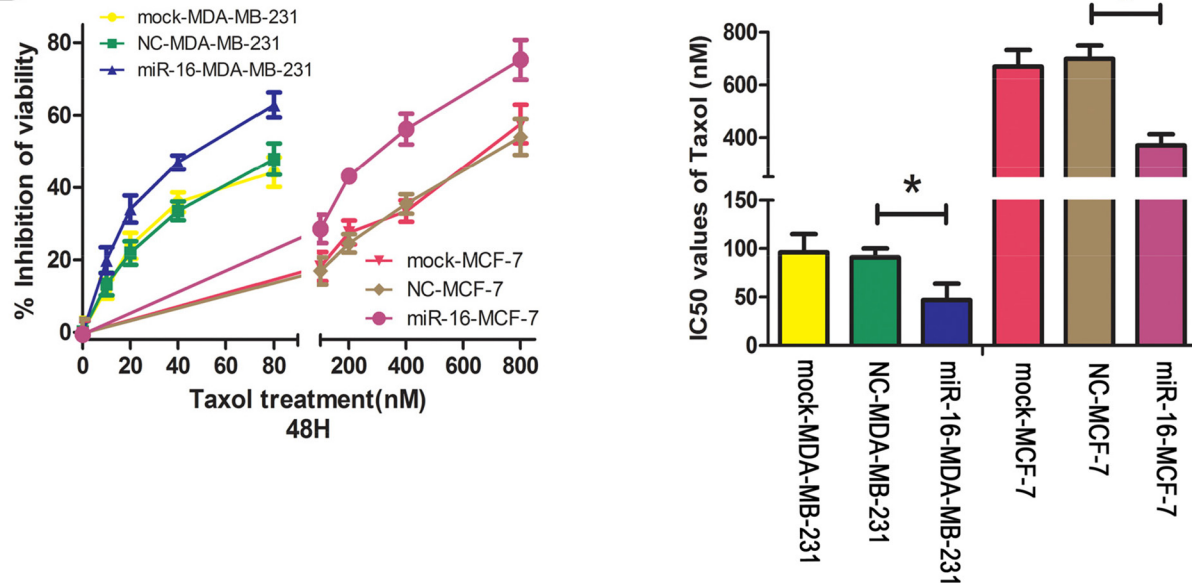 mock-MDA-MB-231
NC-MDA-MB-231
miR-16-MDA-MB-231
% Inhibition of viability
80
60
40
20
0
mock-MCF-7
NC-MCF-7
miR-16-MCF-7
0 20 40 60 80 200 400 600 800
Taxol treatment(nM)
48H
IC50 values of Taxol (nM)
800
600
400
150
100
50
0
*
mock-MDA-MB-231
NC-MDA-MB-231
miR-16-MDA-MB-231
mock-MCF-7
NC-MCF-7
miR-16-MCF-7